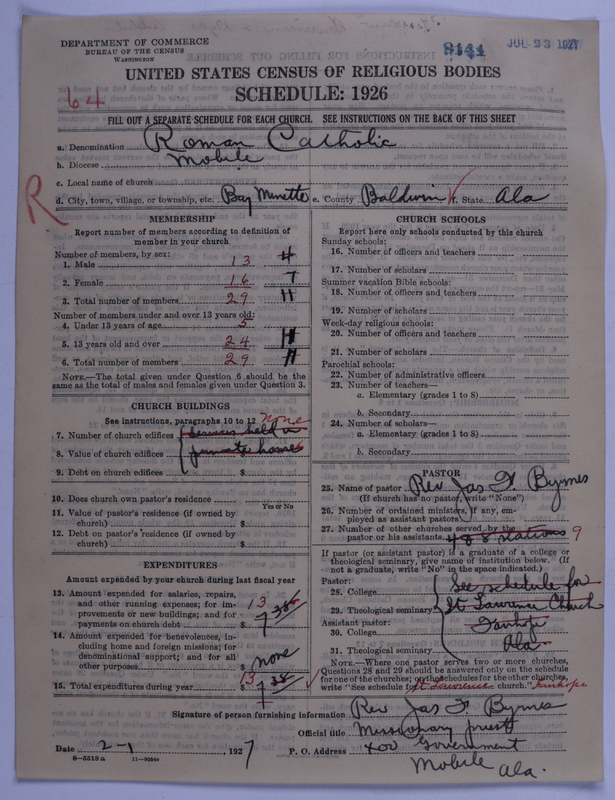 8144 JUL 23 1927
DEPARTMENT OF COMMERCE
BUREAU OF THE CENSUS
WASHINGTON
UNITED STATES CENSUS OF RELIGIOUS BODIES
64
SCHEDULE: 1926
FILL OUT A SEPARATE SCHEDULE FOR EACH CHURCH. SEE INSTRUCTIONS ON THE BACK OF THIS SHEET
a. Denomination Roman Catholic
b. Diocese Mobile
c. Local name of church
R
d. City, town, village, or township, etc. Bay Minette e. County Baldwin f. State Ala
MEMBERSHIP
Report number of members according to definition of
member in your church
Number of members, by sex:
1. Male 13 4
2. Female 16 7
3. Total number of members 29 11
Number of members under and over 13 years old:
4. Under 13 years of age 5
5. 13 years old and over 24 11
6. Total number of members 29 11
NOTE.—The total given under Question 6 should be the
same as the total of males and females given under Question 3.
CHURCH BUILDINGS
See instructions, paragraphs 10 to 12 none
7. Number of church edifices services held in
8. Value of church edifices private homes
9. Debt on church edifices $
10. Does church own pastor's residence
Yes or No
11. Value of pastor's residence (if owned by
church) $
12. Debt on pastor's residence (if owned by
church) $
EXPENDITURES
Amount expended by your church during last fiscal year
13. Amount expended for salaries, repairs,
and other running expenses; for im-
provements or new buildings; and for
payments on church debt $ 13
14. Amount expended for benevolences, in-
cluding home and foreign missions; for
denominational support; and for all
other purposes $ none
15. Total expenditures during year $ 13
CHURCH SCHOOLS
Report here only schools conducted by this church
Sunday schools:
16. Number of officers and teachers
17. Number of scholars
Summer vacation Bible schools:
18. Number of officers and teachers
19. Number of scholars
Week-day religious schools:
20. Number of officers and teachers
21. Number of scholars
Parochial schools:
22. Number of administrative officers
23. Number of teachers—
a. Elementary (grades 1 to 8)
b. Secondary
24. Number of scholars—
a. Elementary (grades 1 to 8)
b. Secondary
PASTOR
25. Name of pastor Rev Jas F Byrnes
(If church has no pastor, write "None")
26. Number of ordained ministers, if any, em-
ployed as assistant pastors
27. Number of other churches served by the
pastor or his assistants stations 9
If pastor (or assistant pastor) if a graduate of a college or
theological seminary, give name of institution below. (If
not a graduate, write "No" in the space indicated.)
Pastor:
28. College See schedule for
29. Theological seminary St Lawrence Church
Assistant pastor:
30. College Fairhope
31. Theological seminary Ala
NOTE.—Where one pastor serves two or more churches,
Questions 28 and 29 should be answered only on the schedule
for one of the churches; on the schedules for the other churches,
write "See schedule for St Lawrence church." Fairhope
Signature of person furnishing information Rev Jas F Byrnes
Official title Missionary priest
Date 2-1, 1927 P. O. Address Government
8—5518 a 11—9054a
Mobile Ala.